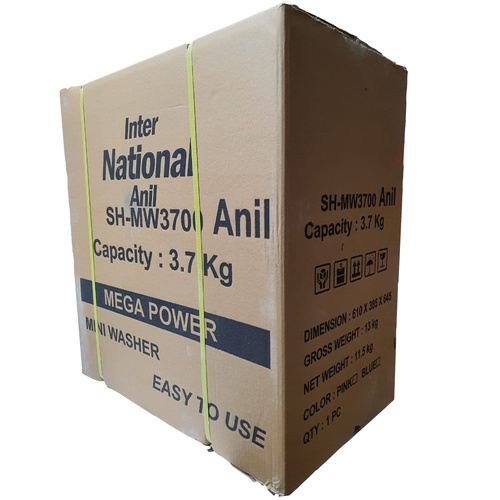 Inter
National
Anil
SH-MW3700 Anil
Capacity : 3.7 Kg
MEGA POWER
MINI WASHER
EASY TO USE
SH-MW3700 Anil
Capacity : 3.7 Kg
DIMENSION : 610 X 385 X 645
GROSS WEIGHT : 13 kg
NET WEIGHT : 11.5 kg
COLOR : PINK☐ BLUE☐
QTY : 1 PC